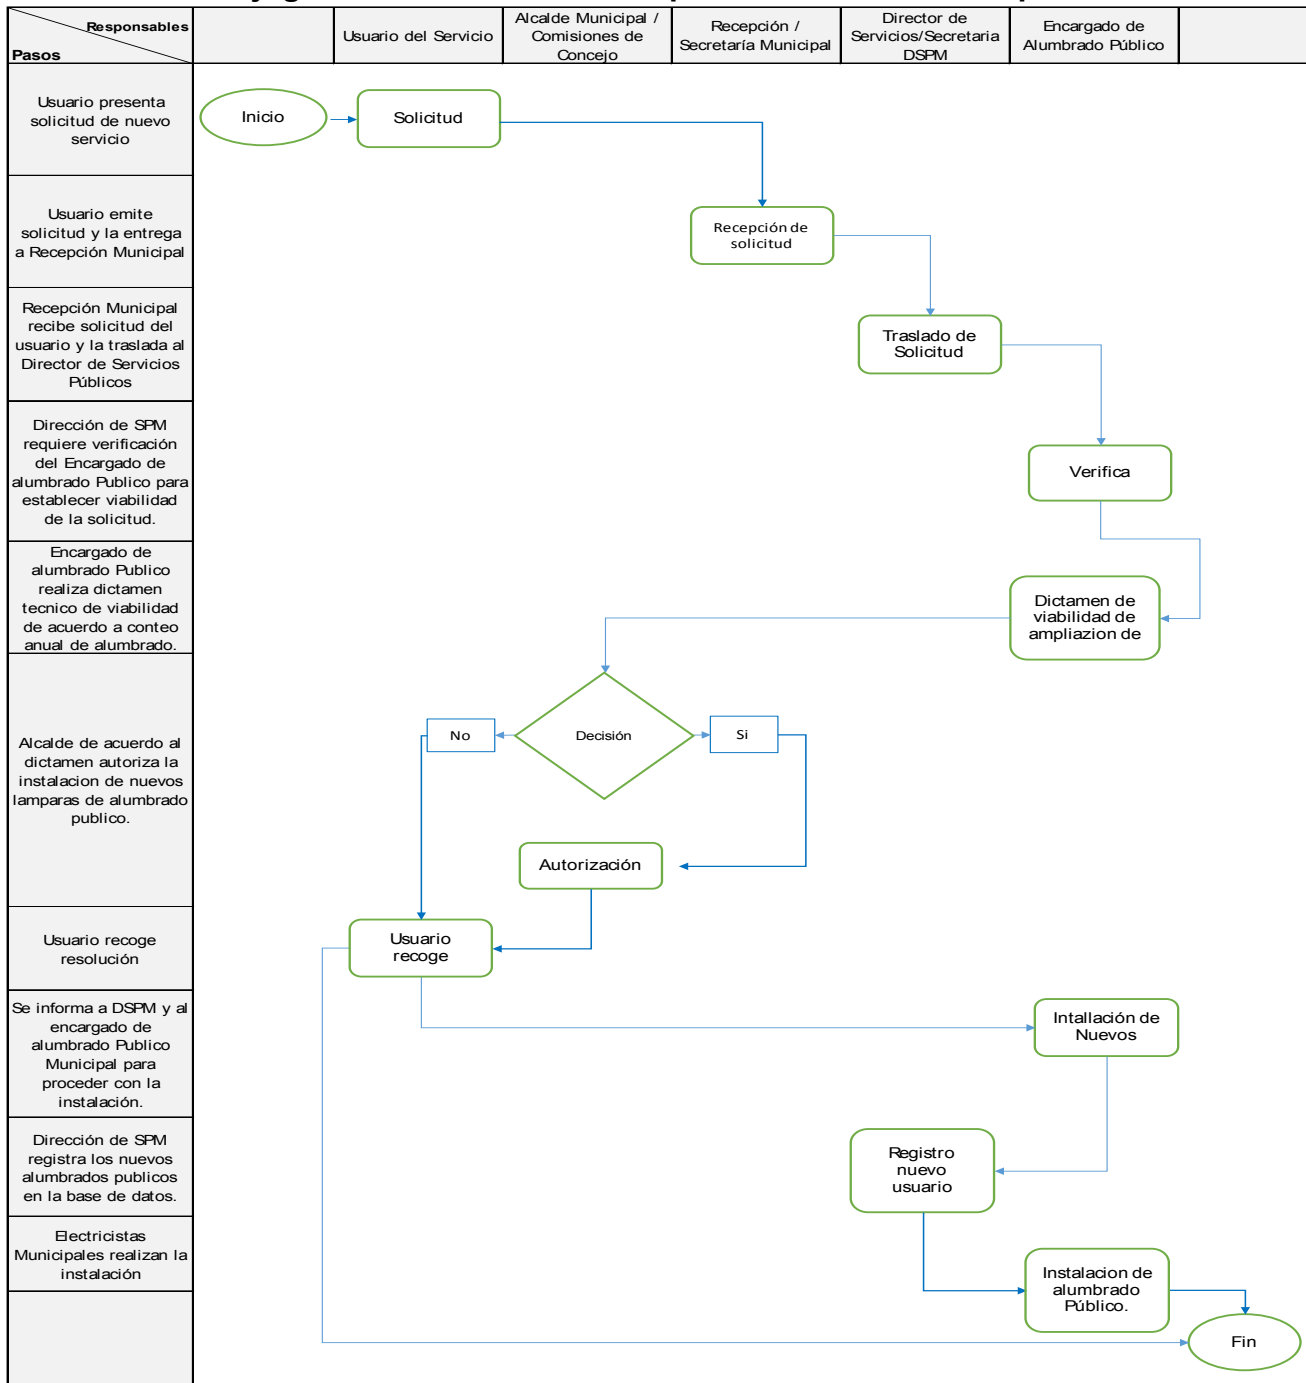 Responsables
Pasos
Usuario del Servicio
Alcalde Municipal /
Comisiones de
Concejo
Recepción /
Secretaría Municipal
Director de
Servicios/Secretaria
DSPM
Encargado de
Alumbrado Público
Usuario presenta
solicitud de nuevo
servicio
Inicio
Solicitud
Usuario emite
solicitud y la entrega
a Recepción Municipal
Recepción de
solicitud
Recepción Municipal
recibe solicitud del
usuario y la traslada al
Director de Servicios
Públicos
Traslado de
Solicitud
Dirección de SPM
requiere verificación
del Encargado de
alumbrado Publico para
establecer viabilidad
de la solicitud.
Verifica
Encargado de
alumbrado Publico
realiza dictamen
tecnico de viabilidad
de acuerdo a conteo
anual de alumbrado.
Dictamen de
viabilidad de
ampliazion de
Alcalde de acuerdo al
dictamen autoriza la
instalacion de nuevos
lamparas de alumbrado
publico.
No
Decisión
Si
Autorización
Usuario recoge
resolución
Usuario
recoge
Se informa a DSPM y al
encargado de
alumbrado Publico
Municipal para
proceder con la
instalación.
Intallación de
Nuevos
Dirección de SPM
registra los nuevos
alumbrados publicos
en la base de datos.
Registro
nuevo
usuario
Electricistas
Municipales realizan la
instalación
Instalacion de
alumbrado
Público.
Fin